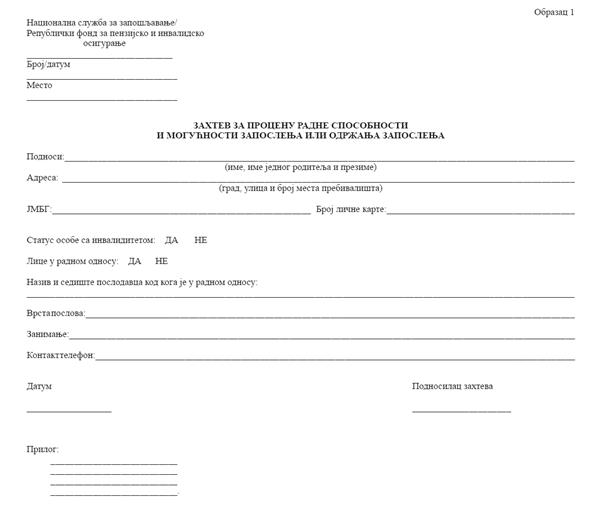 Образац 1
Национална служба за запошљавање/
Републички фонд за пензијско и инвалидско
осигурање
Број/датум
Место
ЗАХТЕВ ЗА ПРОЦЕНУ РАДНЕ СПОСОБНОСТИ
И МОГУЋНОСТИ ЗАПОСЛЕЊА ИЛИ ОДРЖАЊА ЗАПОСЛЕЊА
Подноси:
(име, име једног родитеља и презиме)
Адреса:
(град, улица и број места пребивалишта)
ЈМБГ: Број личне карте:
Статус особе са инвалидитетом: ДА НЕ
Лице у радном односу: ДА НЕ
Назив и седиште послодавца код кога је у радном односу:
Врстапослова:
Занимање:
Контакттелефон:
Датум Подносилац захтева
Прилог: